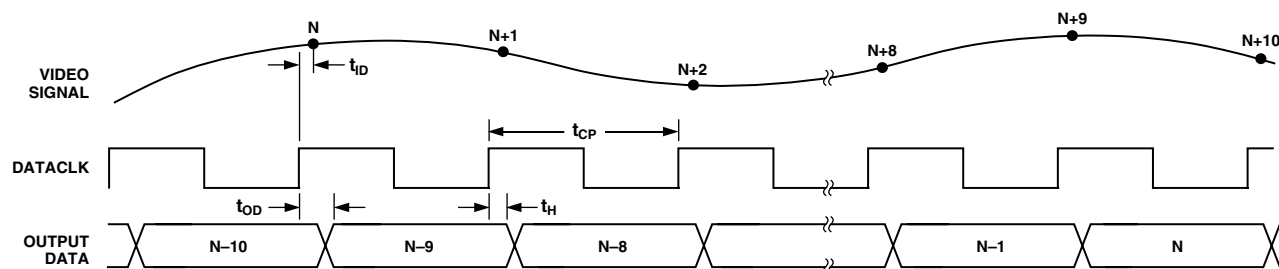 N
N+1
N+2
N+8
N+9
N+10
tID
VIDEO
SIGNAL
tCP
DATACLK
tOD
tH
OUTPUT
DATA
N–10
N–9
N–8
N–1
N